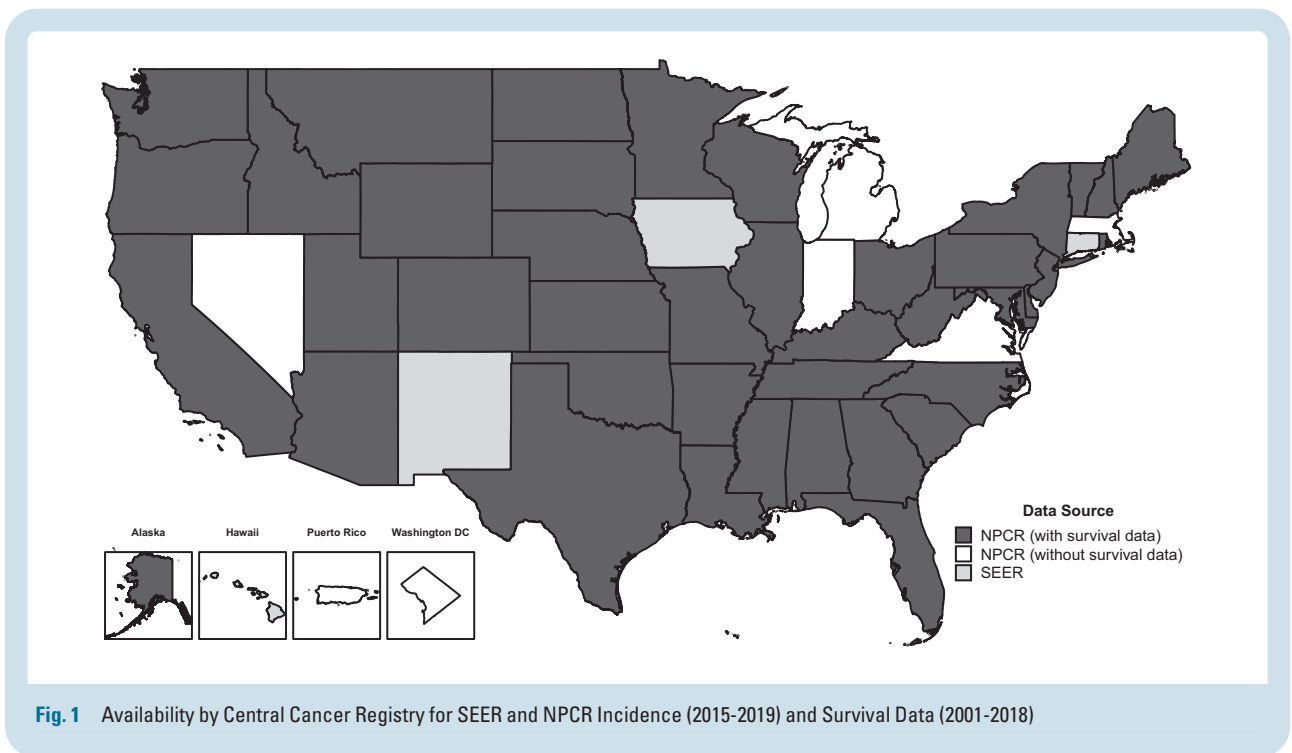 Alaska
Hawaii
Puerto Rico
Washington DC
Data Source
NPCR (with survival data)
NPCR (without survival data)
SEER
Fig. 1 Availability by Central Cancer Registry for SEER and NPCR Incidence (2015-2019) and Survival Data (2001-2018)